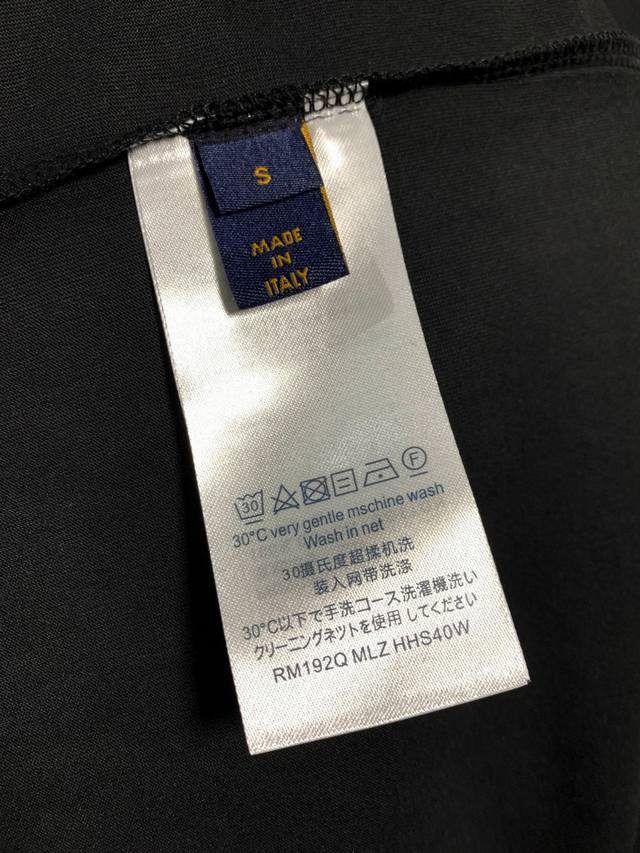 S
MADE
IN
ITALY
30
F
30°C very gentle mschine wash
Wash in net
30摄氏度超揉机洗
装入网带洗涤
30°C以下で手洗コース洗濯機洗い
クリーニングネットを使用 してください
RM192Q MLZ HHS40W